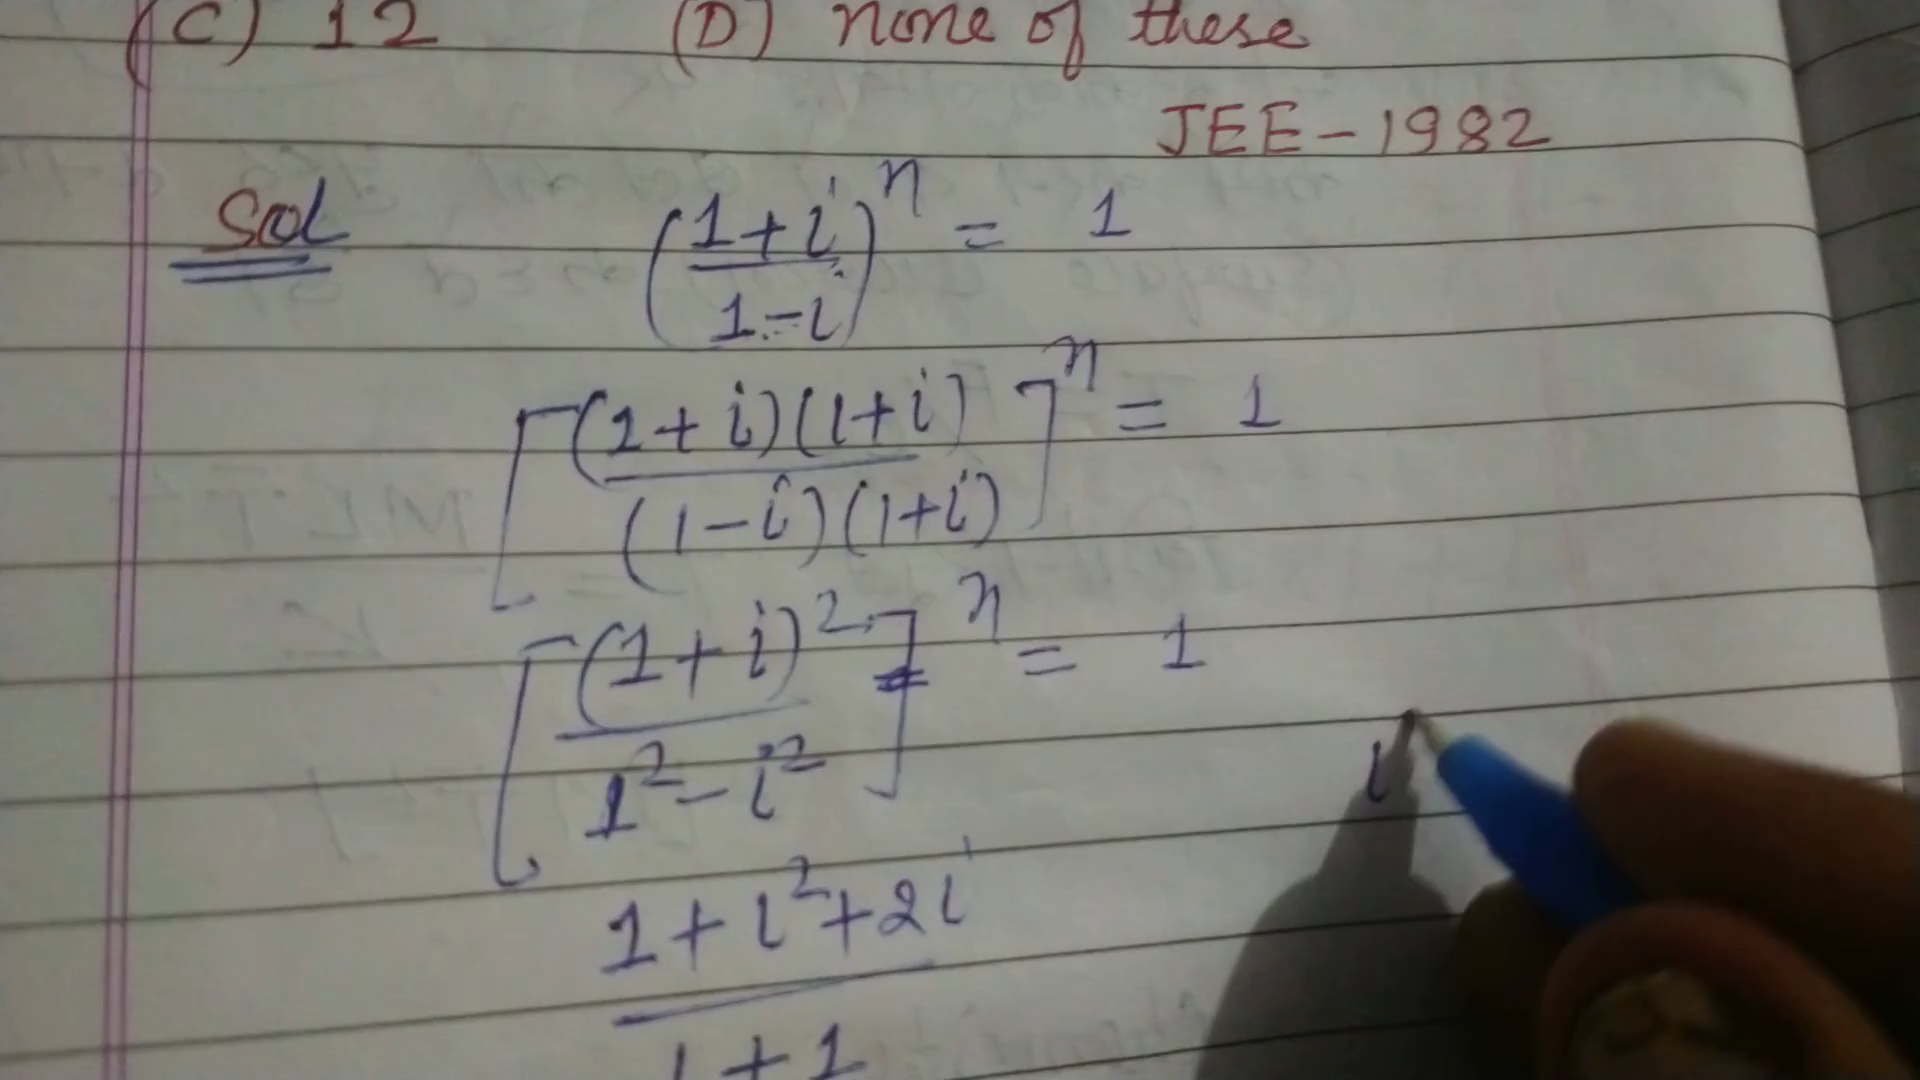 (C) 12 (D) none of these
JEE-1982
Sol ((1+i)/(1-i))^n = 1
[(1+i)(1+i)/(1-i)(1+i)]^n = 1
[(1+i)^2/1^2-i^2]^n = 1
i
1+i^2+2i
1+1